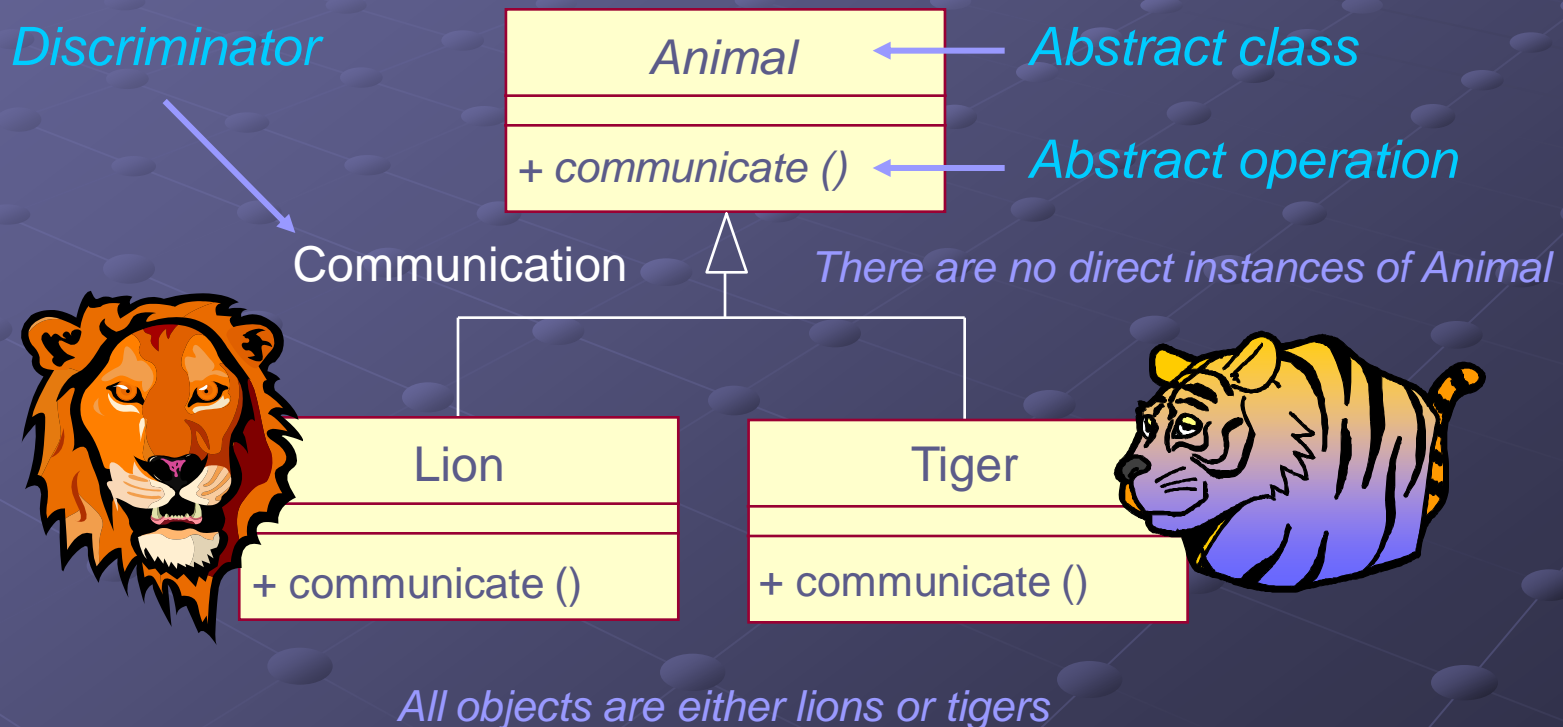 Discriminator
Animal
Abstract class
+ communicate ()
Abstract operation
Communication
There are no direct instances of Animal
Lion
Tiger
+ communicate ()
+ communicate ()
All objects are either lions or tigers